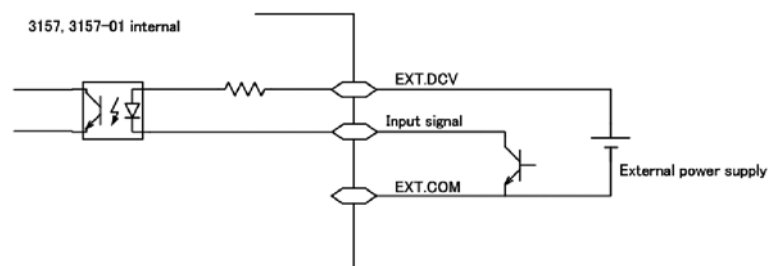 3157, 3157-01 internal
EXT.DCV
Input signal
EXT.COM
External power supply